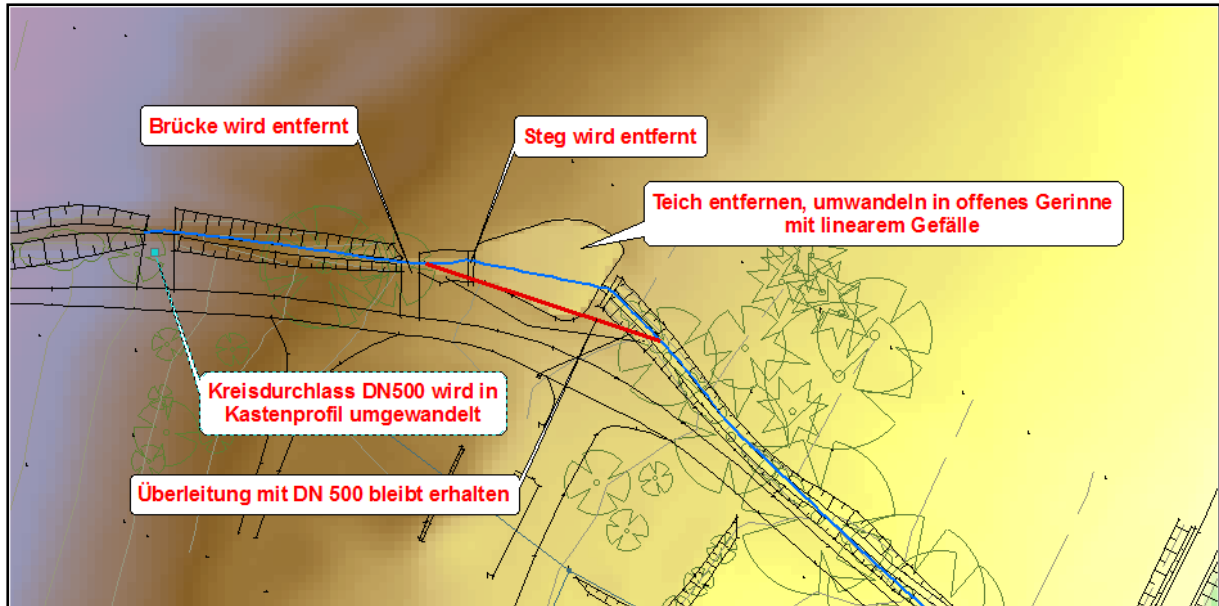 Brücke wird entfernt
Steg wird entfernt
Teich entfernen, umwandeln in offenes Gerinne
mit linearem Gefälle
Kreisdurchlass DN500 wird in
Kastenprofil umgewandelt
Überleitung mit DN 500 bleibt erhalten